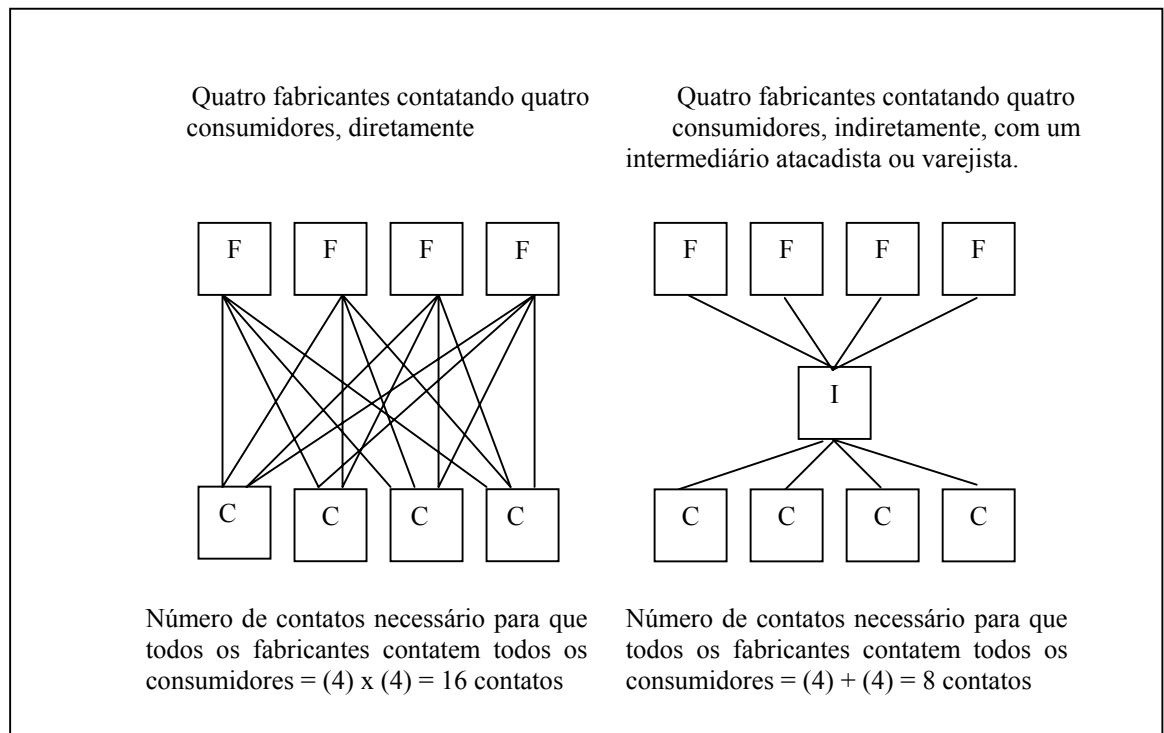 Quatro fabricantes contatando quatro
consumidores, diretamente
Quatro fabricantes contatando quatro
consumidores, indiretamente, com um
intermediário atacadista ou varejista.
F F F F
F F F F
I
C C C C
C C C C
Número de contatos necessário para que
todos os fabricantes contatem todos os
consumidores = (4) x (4) = 16 contatos
Número de contatos necessário para que
todos os fabricantes contatem todos os
consumidores = (4) + (4) = 8 contatos